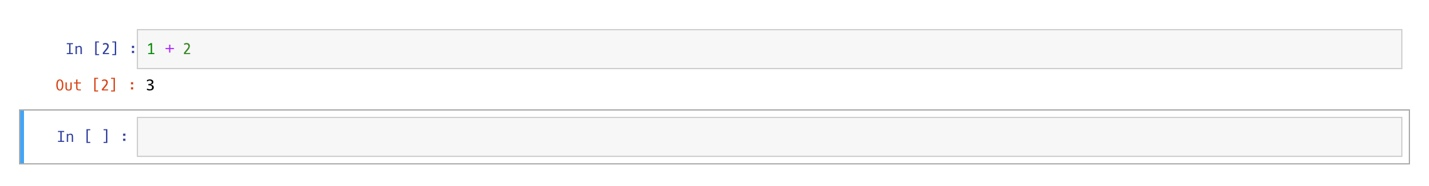 In [2] : 1 + 2
Out [2] : 3
In [ ] :